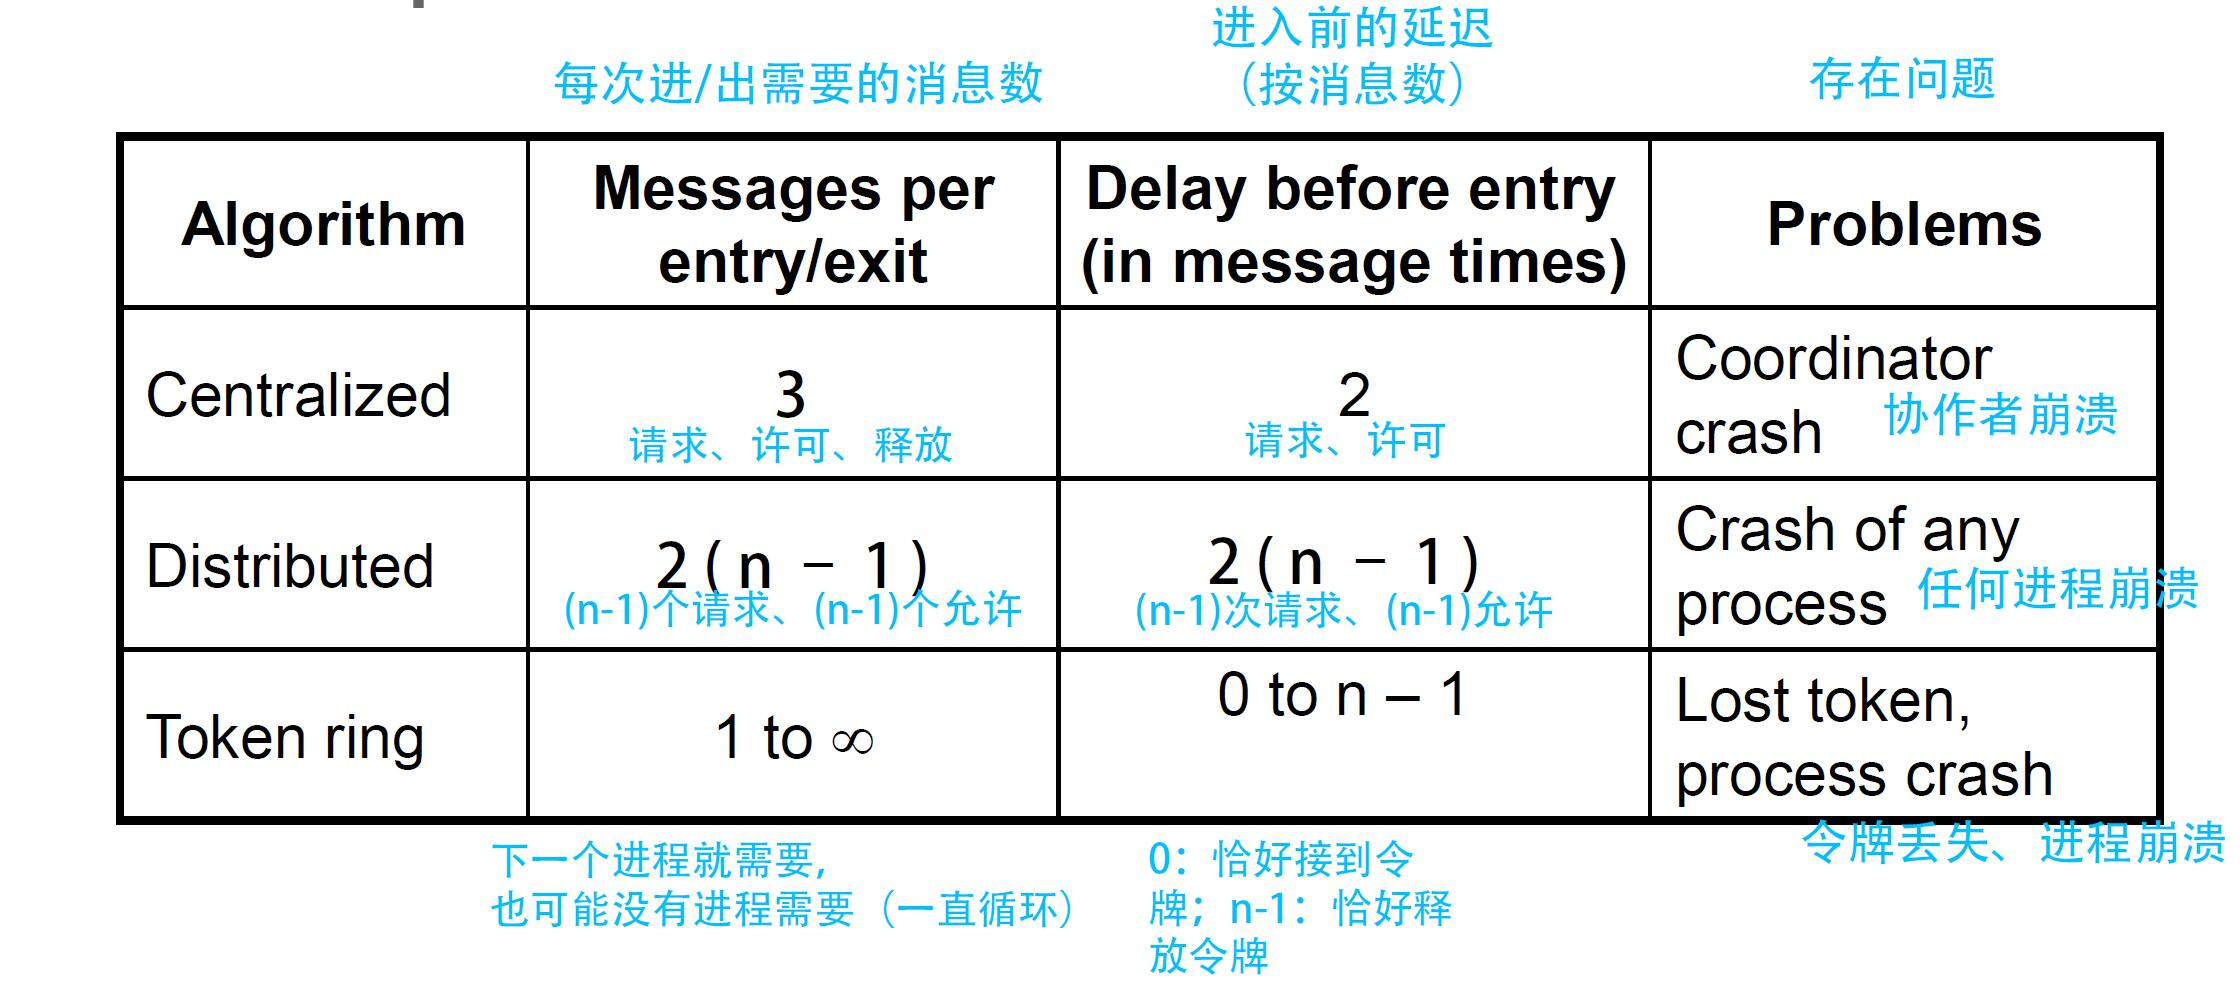 进入前的延迟
每次进/出需要的消息数
（按消息数）
存在问题
Algorithm
Messages per
entry/exit
Delay before entry
(in message times)
Problems
Centralized
3
请求、许可、释放
2
请求、许可
Coordinator
crash
协作者崩溃
Distributed
2(n − 1)
(n-1)个请求、(n-1)个允许
2(n − 1)
(n-1)次请求、(n-1)允许
Crash of any
process
任何进程崩溃
Token ring
1 to ∞
0 to n – 1
Lost token,
process crash
令牌丢失、进程崩溃
下一个进程就需要,
也可能没有进程需要（一直循环）
0：恰好接到令
牌；n-1：恰好释
放令牌